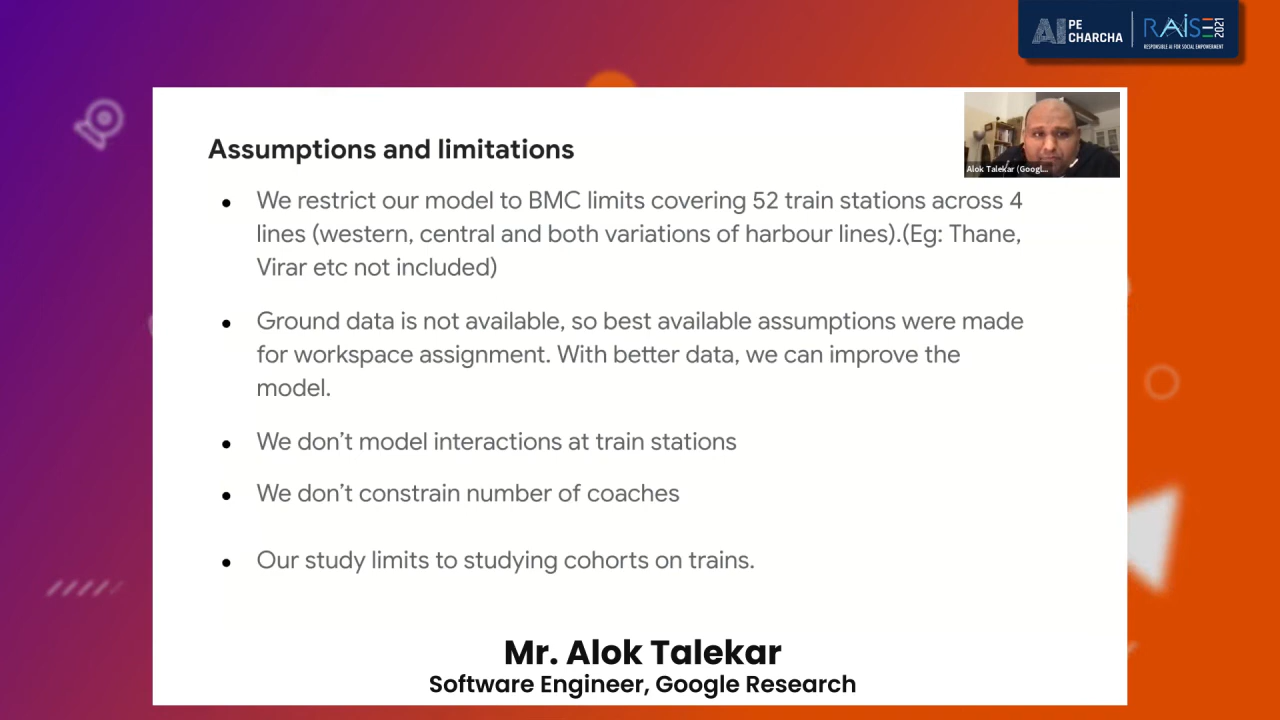 AI PE CHARCHA
RAISE 2021
RESPONSIBLE AI FOR SOCIAL EMPOWERMENT
Alok Talekar (Googl...
Assumptions and limitations
• We restrict our model to BMC limits covering 52 train stations across 4
lines (western, central and both variations of harbour lines).(Eg: Thane,
Virar etc not included)
• Ground data is not available, so best available assumptions were made
for workspace assignment. With better data, we can improve the
model.
• We don’t model interactions at train stations
• We don’t constrain number of coaches
• Our study limits to studying cohorts on trains.
Mr. Alok Talekar
Software Engineer, Google Research